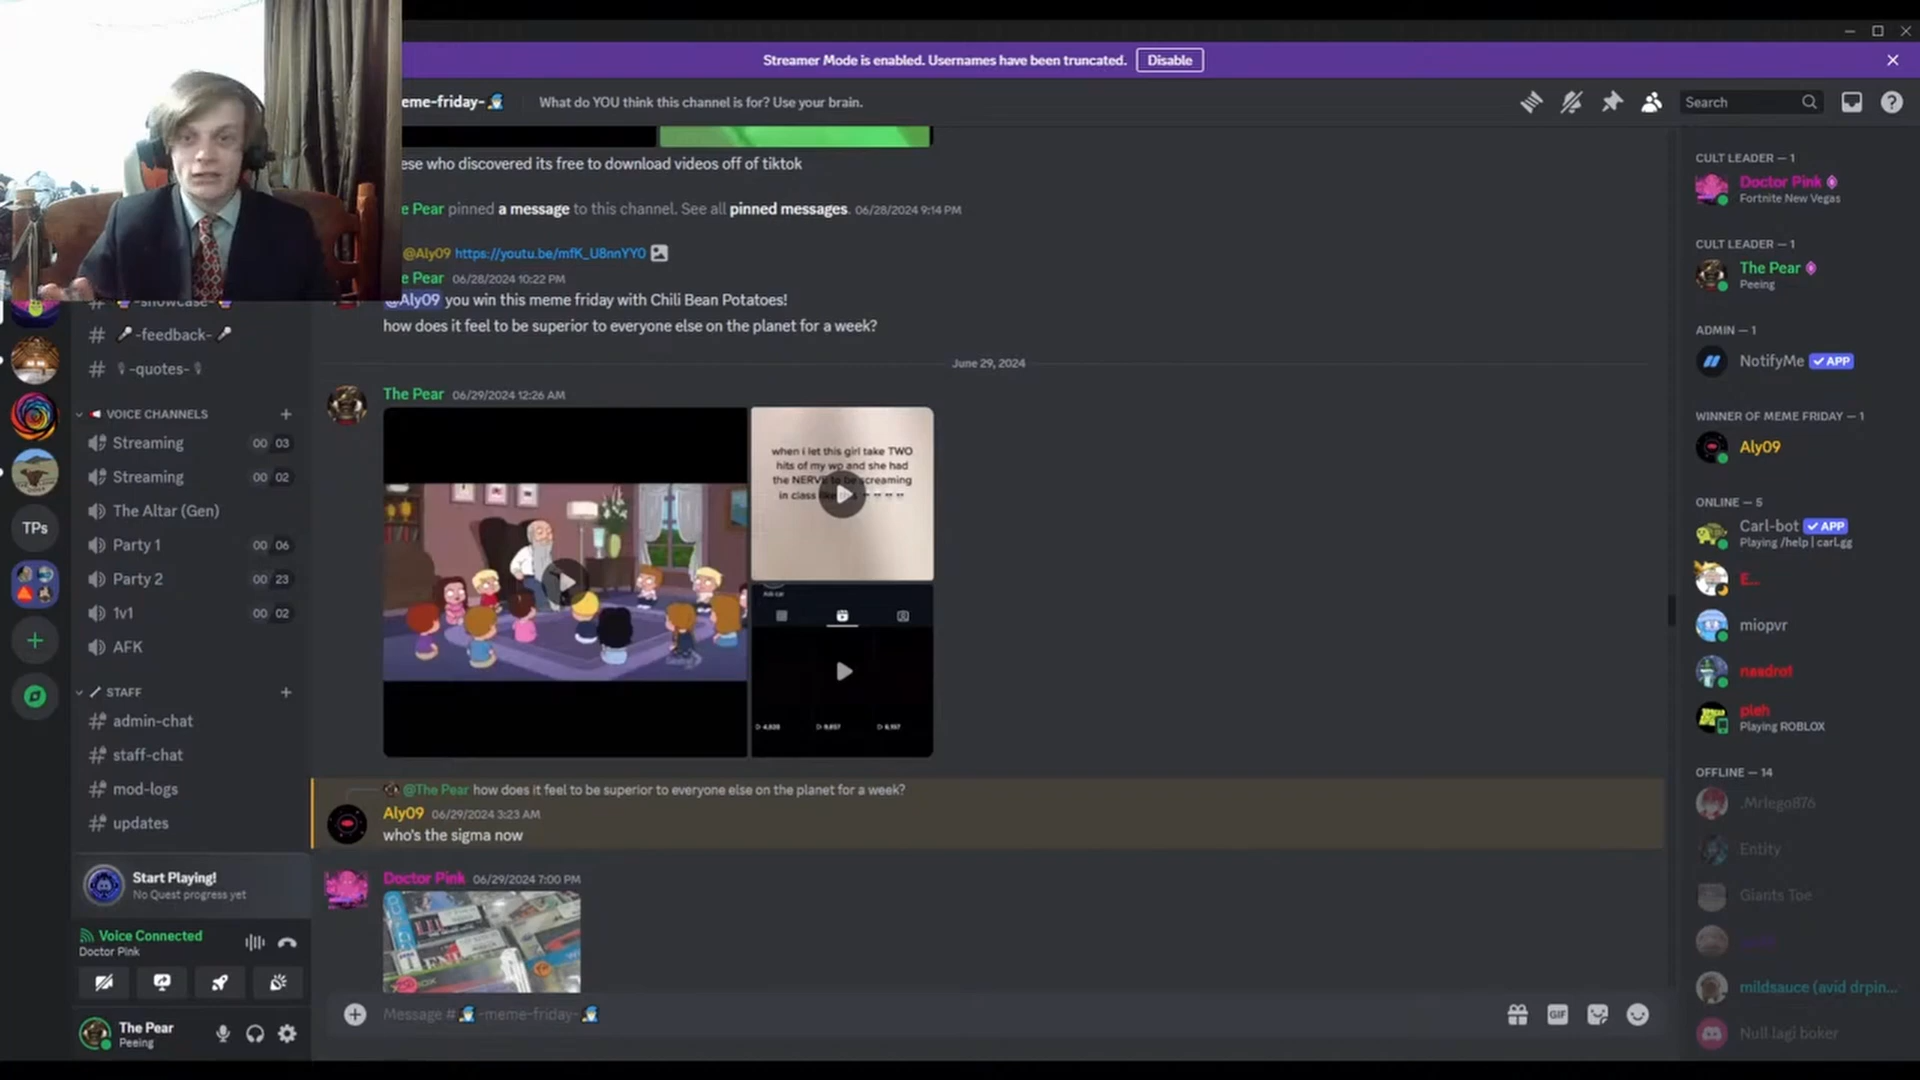 Streamer Mode is enabled. Usernames have been truncated. Disable
eme-friday-
What do YOU think this channel is for? Use your brain.
Search
ese who discovered its free to download videos off of tiktok
e Pear pinned a message to this channel. See all pinned messages. 06/28/2024 9:14 PM
@Aly09 https://youtu.be/mfK_U8nnYY0
e Pear 06/28/2024 10:22 PM
@Aly09 you win this meme friday with Chili Bean Potatoes!
how does it feel to be superior to everyone else on the planet for a week?
June 29, 2024
The Pear 06/29/2024 12:26 AM
when i let this girl take TWO
hits of my wp and she had
the NERVE to be screaming
in class like
4,828 9,857 6,157
@The Pear how does it feel to be superior to everyone else on the planet for a week?
Aly09 06/29/2024 3:23 AM
who's the sigma now
Doctor Pink 06/29/2024 7:00 PM
Message # -meme-friday-
GIF
# -showcase-
# -feedback-
# -quotes-
VOICE CHANNELS
Streaming 00 03
Streaming 00 02
The Altar (Gen)
Party 1 00 06
Party 2 00 23
1v1 00 02
AFK
STAFF
admin-chat
staff-chat
mod-logs
updates
TPs
Start Playing!
No Quest progress yet
Voice Connected
Doctor Pink
The Pear
Peeing
CULT LEADER — 1
Doctor Pink
Fortnite New Vegas
CULT LEADER — 1
The Pear
Peeing
ADMIN — 1
NotifyMe APP
WINNER OF MEME FRIDAY — 1
Aly09
ONLINE — 5
Carl-bot APP
Playing /help | carl.gg
E...
miopvr
nasdrot
pleh
Playing ROBLOX
OFFLINE — 14
.Mrlego876
Entity
Giants Toe
mildsauce (avid drpin...
Null lagi boker